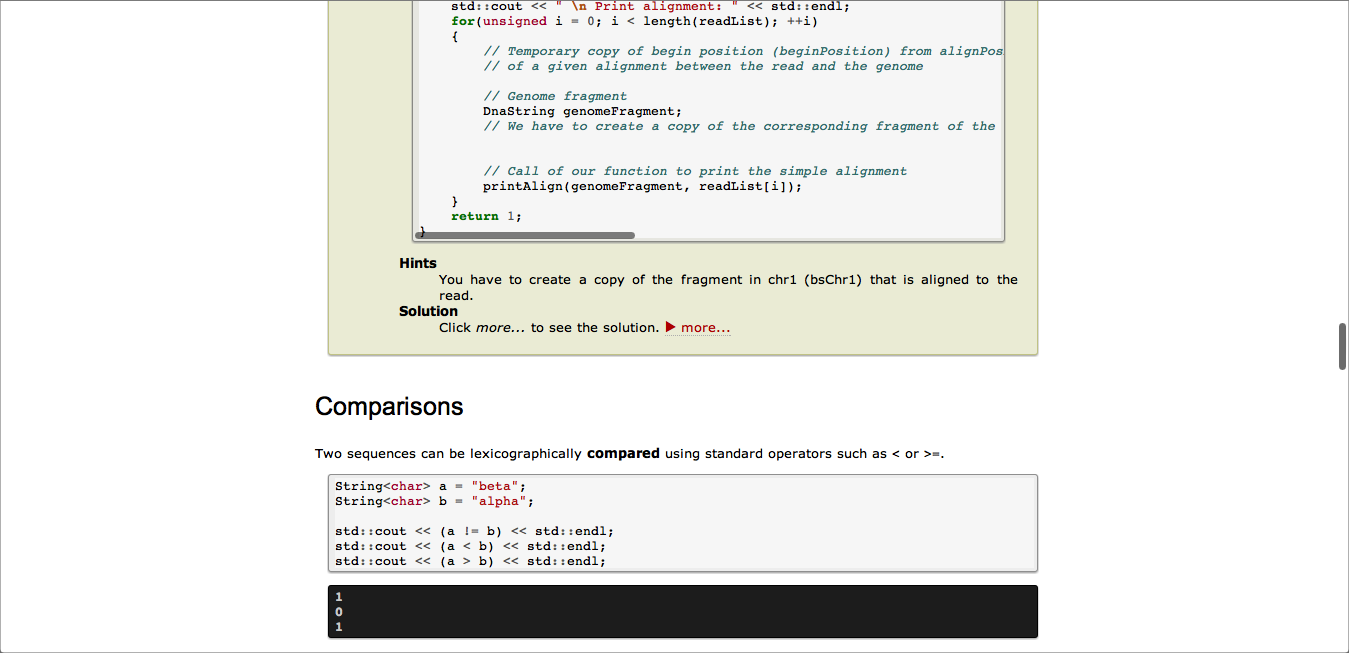 std::cout << " \n Print alignment: " << std::endl;
for(unsigned i = 0; i < length(readList); ++i)
{
// Temporary copy of begin position (beginPosition) from alignPos
// of a given alignment between the read and the genome
// Genome fragment
DnaString genomeFragment;
// We have to create a copy of the corresponding fragment of the
// Call of our function to print the simple alignment
printAlign(genomeFragment, readList[i]);
}
return 1;
}
Hints
You have to create a copy of the fragment in chr1 (bsChr1) that is aligned to the
read.
Solution
Click more... to see the solution. ▶ more...
Comparisons
Two sequences can be lexicographically compared using standard operators such as < or >=.
String<char> a = "beta";
String<char> b = "alpha";
std::cout << (a != b) << std::endl;
std::cout << (a < b) << std::endl;
std::cout << (a > b) << std::endl;
1
0
1